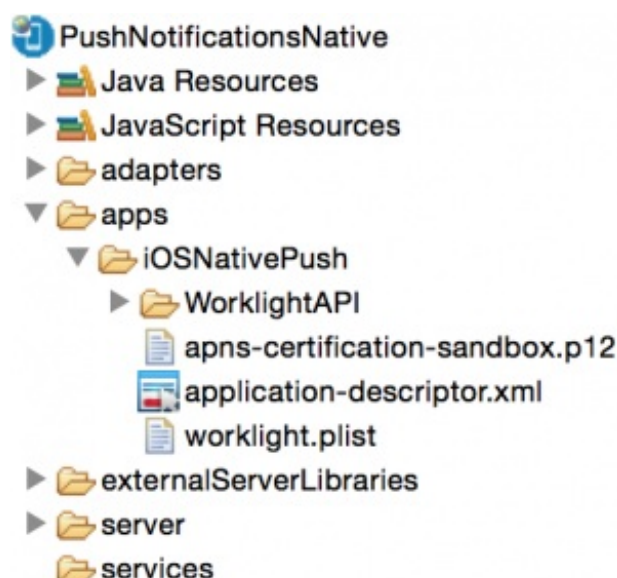 PushNotificationsNative
Java Resources
JavaScript Resources
adapters
apps
iOSNativePush
WorklightAPI
apns-certification-sandbox.p12
application-descriptor.xml
worklight.plist
externalServerLibraries
server
services